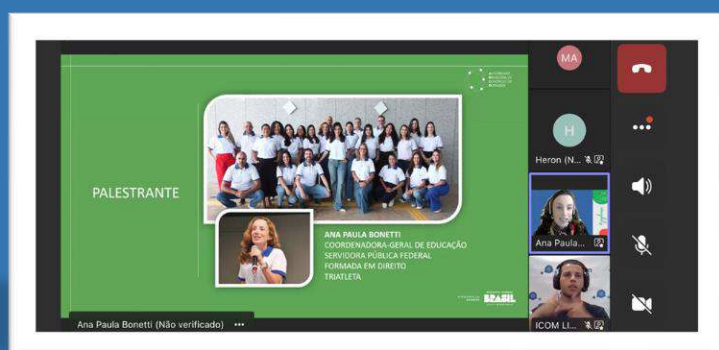 MA
H
Heron (N...
PALESTRANTE
ANA PAULA BONETTI
COORDENADORA-GERAL DE EDUCAÇÃO
SERVIDORA PÚBLICA FEDERAL
FORMADA EM DIREITO
TRIATLETA
Ana Paula...
BRASIL
ICOM LI...
Ana Paula Bonetti (Não verificado) •••